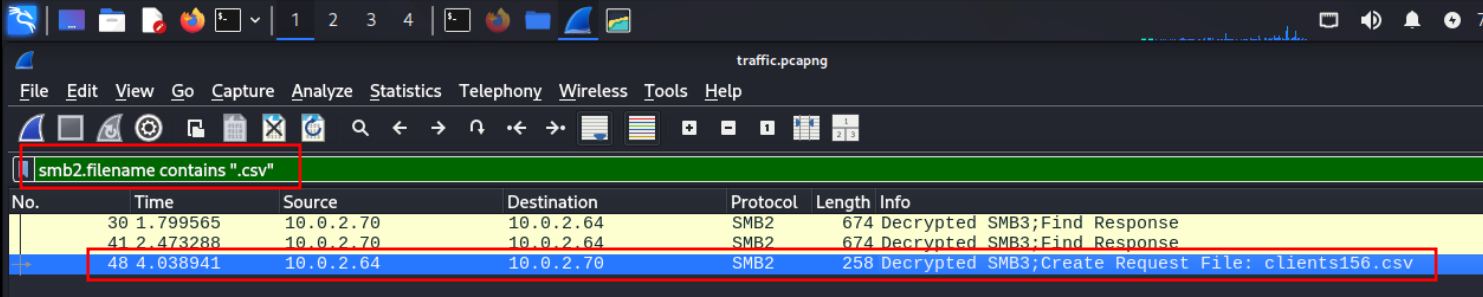 1 2 3 4
traffic.pcapng
File Edit View Go Capture Analyze Statistics Telephony Wireless Tools Help
smb2.filename contains ".csv"
No. Time Source Destination Protocol Length Info
30 1.799565 10.0.2.70 10.0.2.64 SMB2 674 Decrypted SMB3;Find Response
41 2.473288 10.0.2.70 10.0.2.64 SMB2 674 Decrypted SMB3;Find Response
48 4.038941 10.0.2.64 10.0.2.70 SMB2 258 Decrypted SMB3;Create Request File: clients156.csv